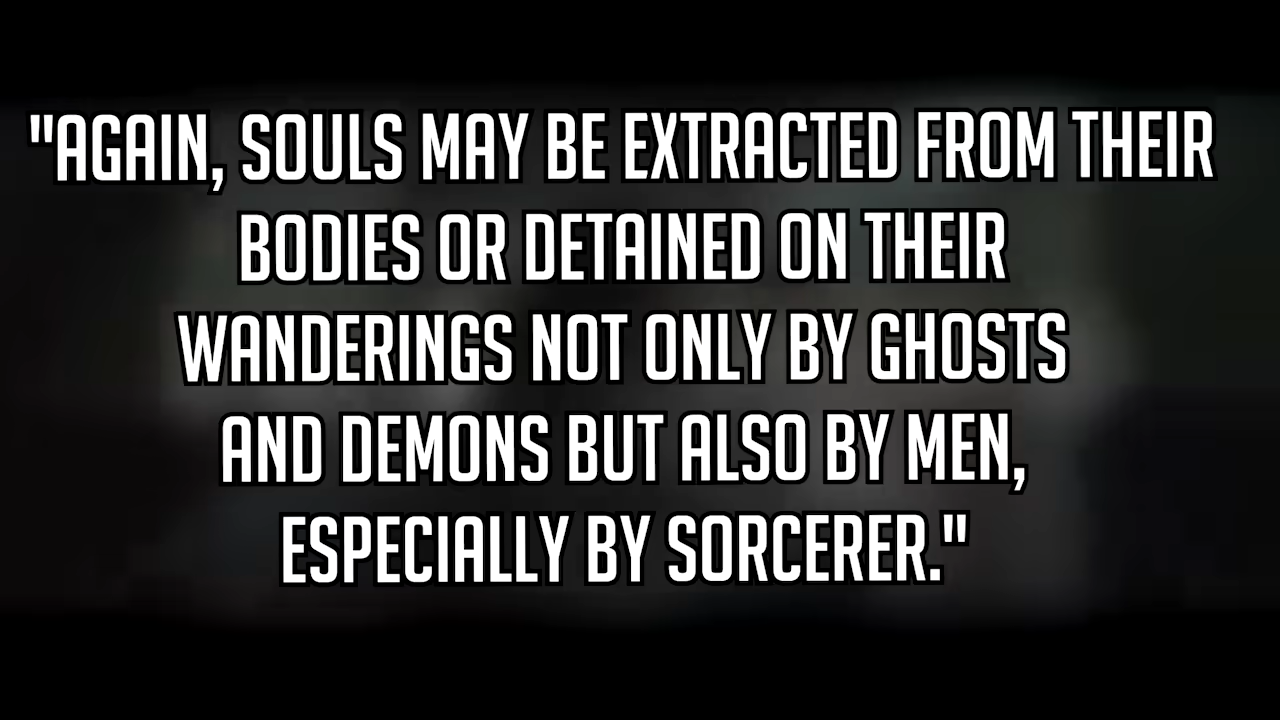 "AGAIN, SOULS MAY BE EXTRACTED FROM THEIR
BODIES OR DETAINED ON THEIR
WANDERINGS NOT ONLY BY GHOSTS
AND DEMONS BUT ALSO BY MEN,
ESPECIALLY BY SORCERER."